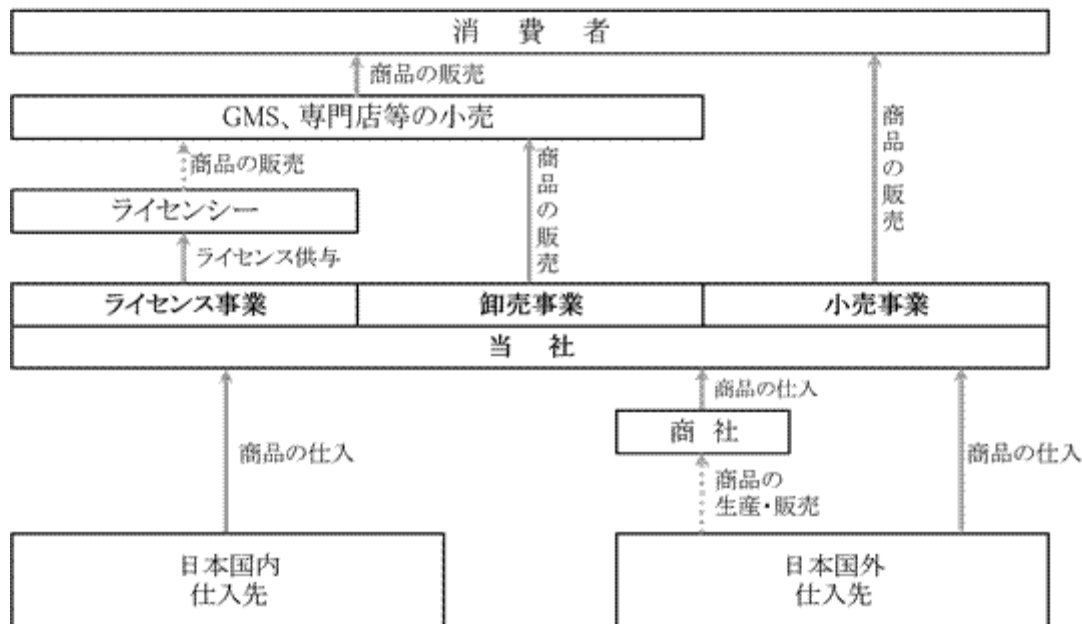 消　費　者
商品の販売
GMS、専門店等の小売
商品の販売
商品の販売
商品の販売
ライセンシー
ライセンス供与
ライセンス事業
卸売事業
小売事業
当　社
商品の仕入
商　社
商品の仕入
商品の仕入
商品の
生産・販売
日本国内
仕入先
日本国外
仕入先